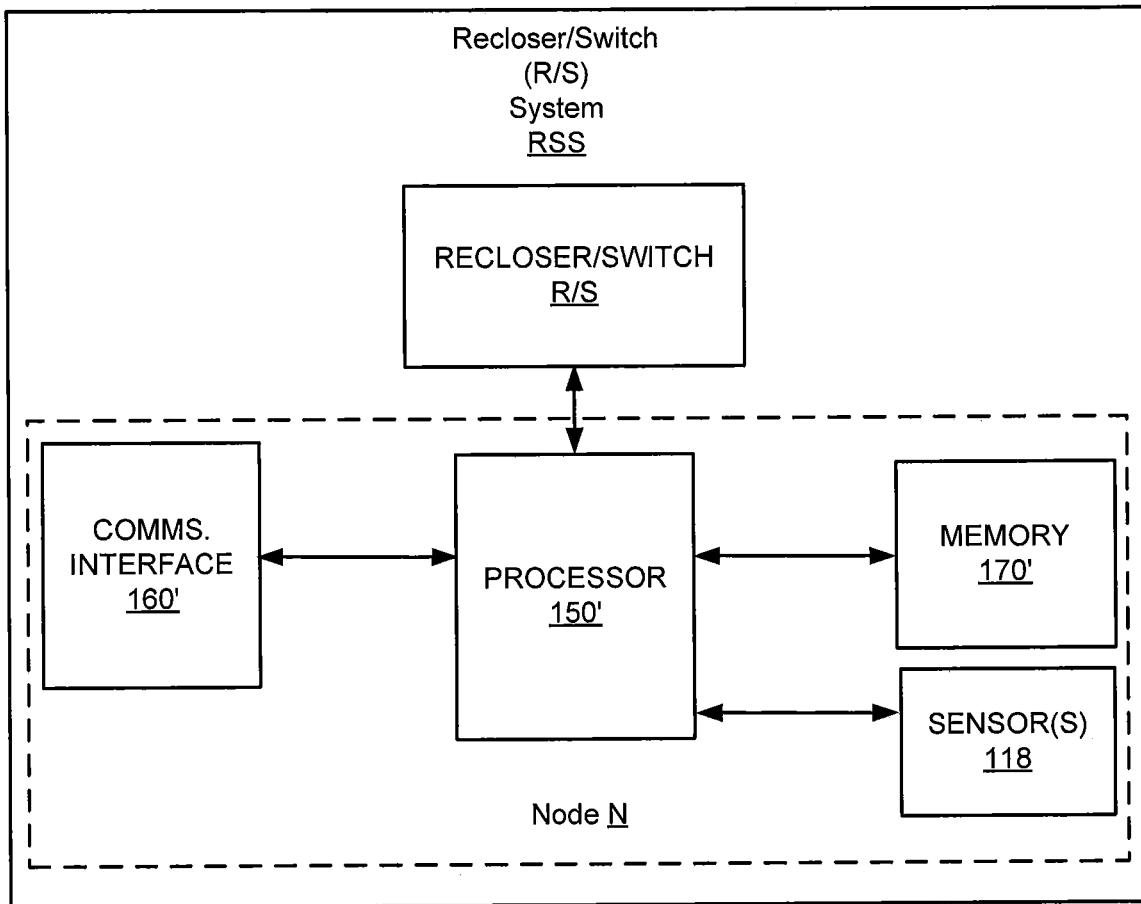 Recloser/Switch
(R/S)
System
RSS
RECLOSER/SWITCH
R/S
COMMS.
INTERFACE
160'
PROCESSOR
150'
MEMORY
170'
SENSOR(S)
118
Node N